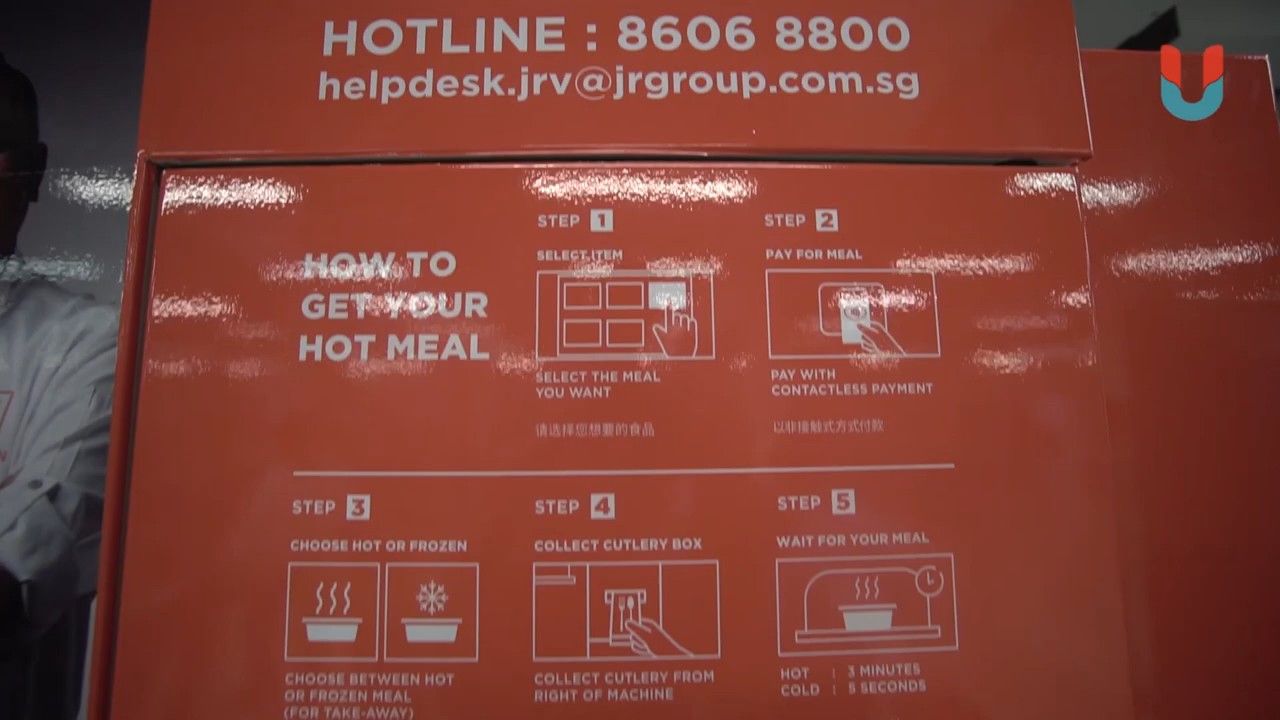 HOTLINE : 8606 8800
helpdesk.jrv@jrgroup.com.sg
HOW TO
GET YOUR
HOT MEAL
STEP 1
SELECT ITEM
SELECT THE MEAL
YOU WANT
请选择您想要的食品
STEP 2
PAY FOR MEAL
PAY WITH
CONTACTLESS PAYMENT
以非接触式方式付款
STEP 3
CHOOSE HOT OR FROZEN
CHOOSE BETWEEN HOT
OR FROZEN MEAL
(FOR TAKE-AWAY)
STEP 4
COLLECT CUTLERY BOX
COLLECT CUTLERY FROM
RIGHT OF MACHINE
STEP 5
WAIT FOR YOUR MEAL
HOT : 3 MINUTES
COLD : 5 SECONDS